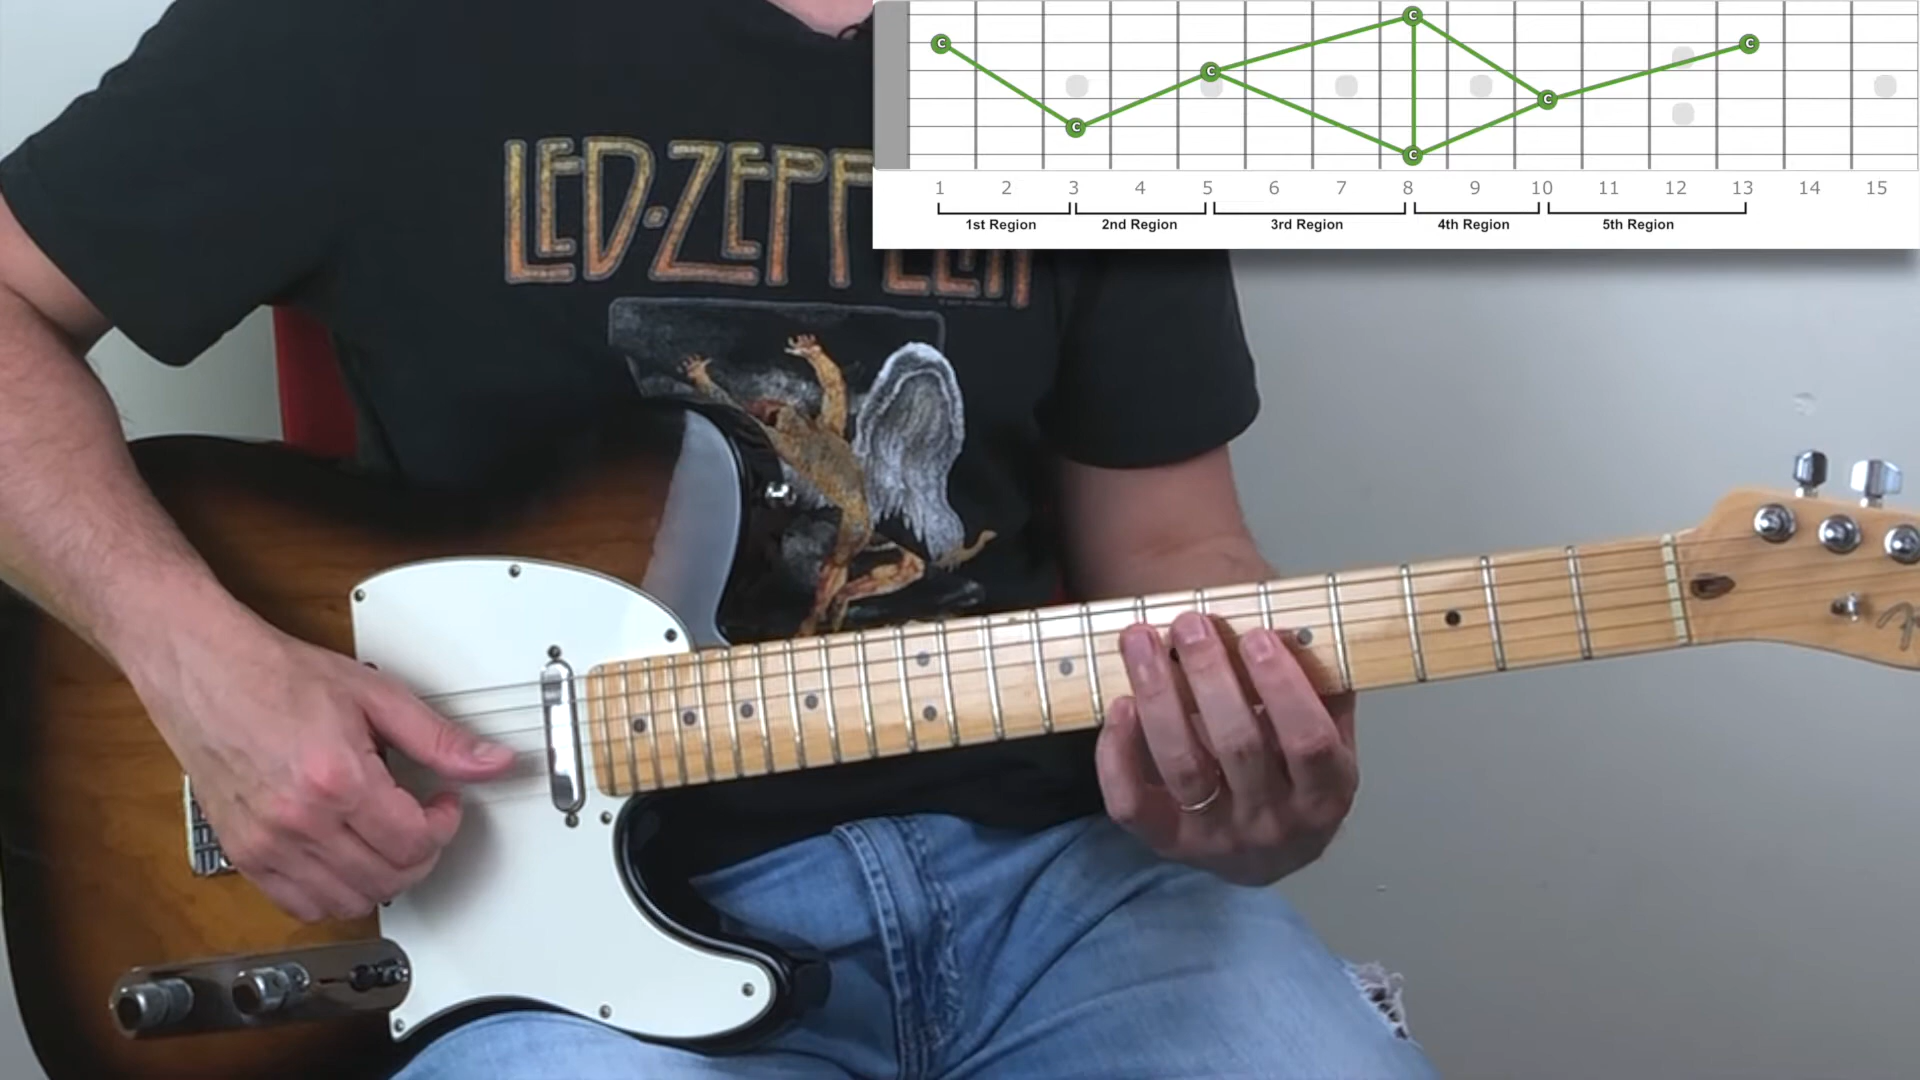 LED·ZEPPELIN
C
C
C
C
C
C
C
1 2 3 4 5 6 7 8 9 10 11 12 13 14 15
1st Region 2nd Region 3rd Region 4th Region 5th Region